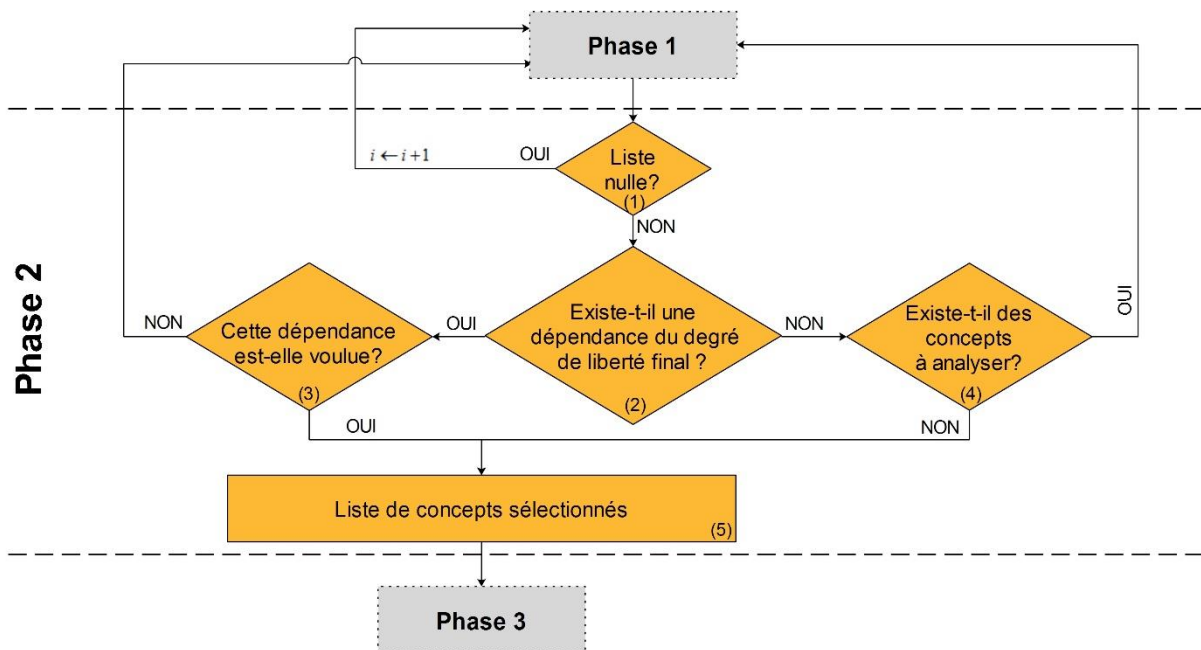 Phase 1
i ← i+1
OUI
Liste
nulle?
(1)
NON
Phase 2
NON
Cette dépendance
est-elle voulue?
(3)
OUI
Existe-t-il une
dépendance du degré
de liberté final ?
(2)
NON
Existe-t-il des
concepts
à analyser?
(4)
OUI
OUI
NON
Liste de concepts sélectionnés
(5)
Phase 3